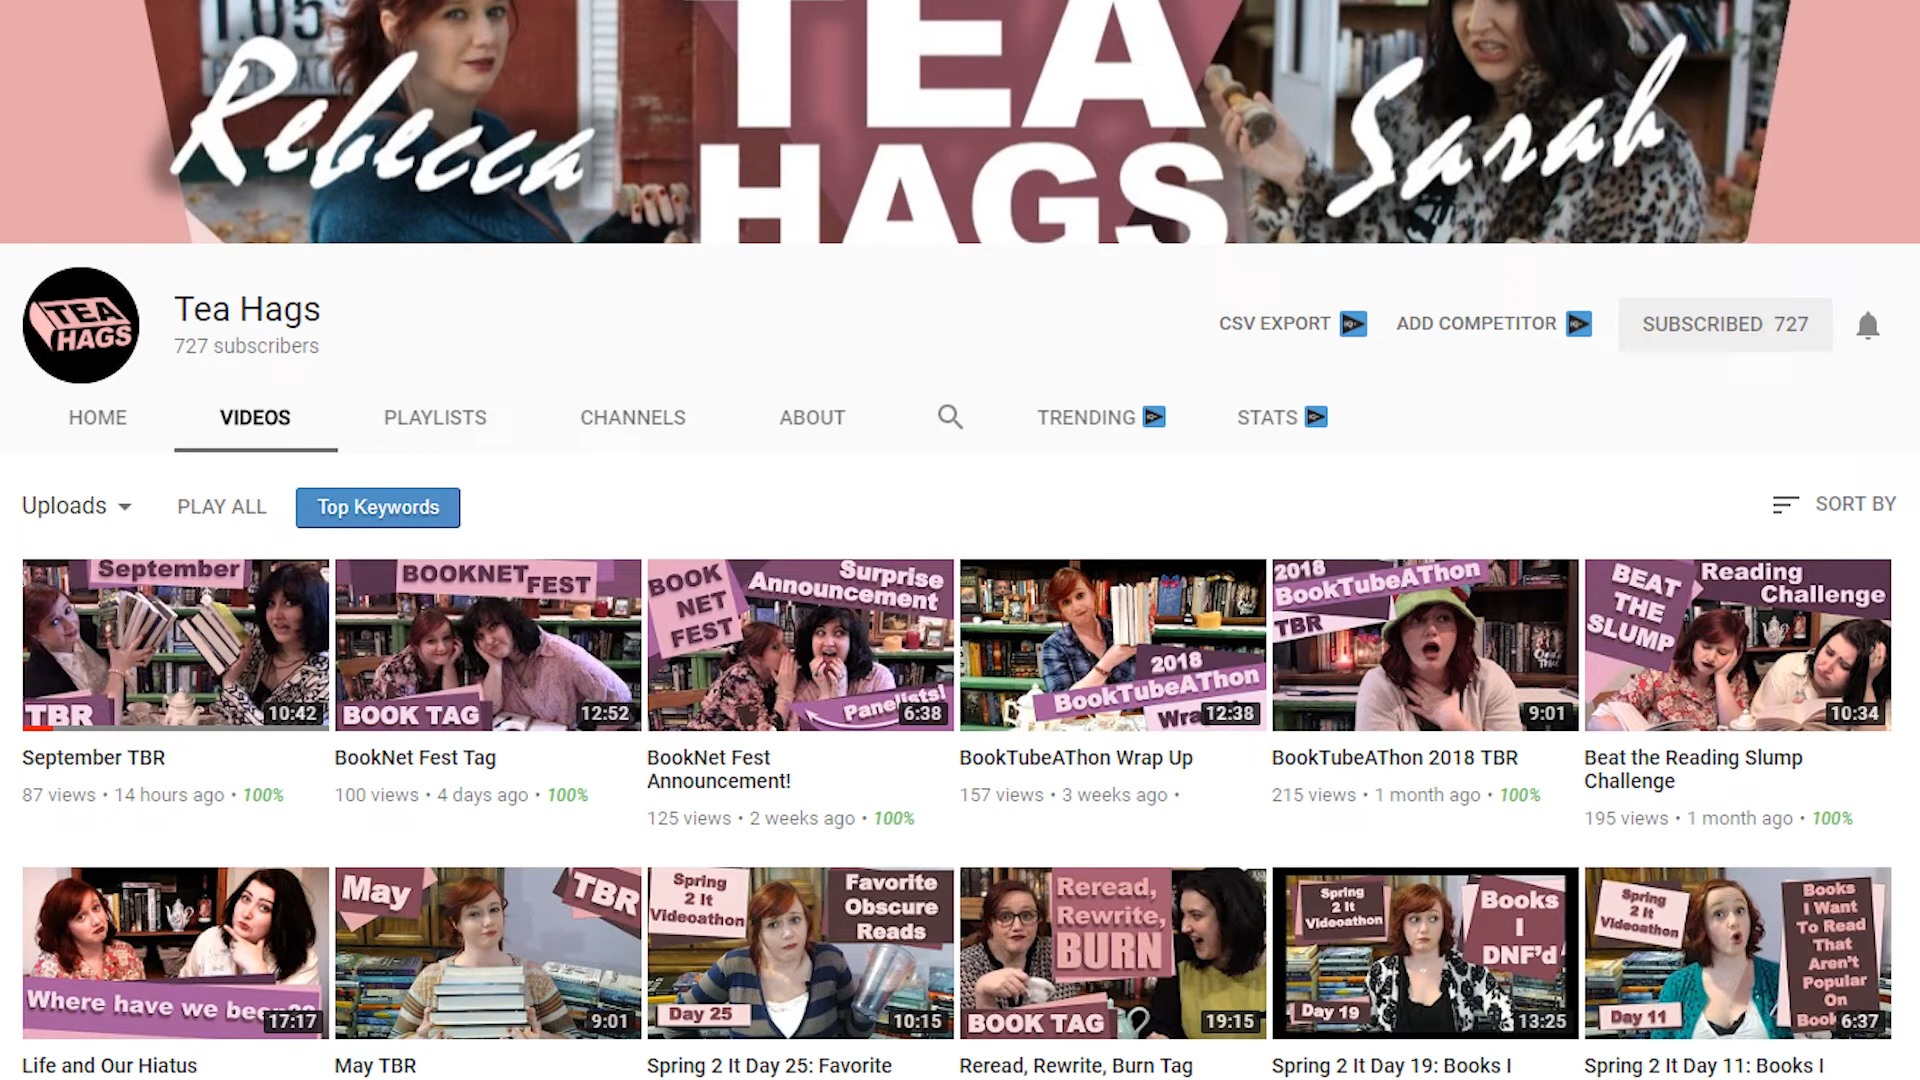 1.05
Rebecca
TEA
HAGS
Sarah
TEA
HAGS
Tea Hags
727 subscribers
CSV EXPORT
ADD COMPETITOR
SUBSCRIBED 727
HOME
VIDEOS
PLAYLISTS
CHANNELS
ABOUT
TRENDING
STATS
Uploads
PLAY ALL
Top Keywords
SORT BY
September
TBR
10:42
BOOKNET FEST
BOOK TAG
12:52
BOOK
NET
FEST
Surprise
Announcement
Panelists!
6:38
2018
BookTubeAThon
Wra
12:38
2018
BookTubeAThon
TBR
9:01
BEAT
THE
SLUMP
Reading
Challenge
10:34
September TBR
87 views • 14 hours ago • 100%
BookNet Fest Tag
100 views • 4 days ago • 100%
BookNet Fest
Announcement!
125 views • 2 weeks ago • 100%
BookTubeAThon Wrap Up
157 views • 3 weeks ago •
BookTubeAThon 2018 TBR
215 views • 1 month ago • 100%
Beat the Reading Slump
Challenge
195 views • 1 month ago • 100%
Where have we bee
17:17
May
TBR
9:01
Spring
2 It
Videoathon
Favorite
Obscure
Reads
Day 25
10:15
Reread,
Rewrite,
BURN
BOOK TAG
19:15
Spring
2 It
Videoathon
Books
I
DNF'd
Day 19
13:25
Spring
2 It
Videoathon
Books
I Want
To Read
That
Aren't
Popular
On
Book
Day 11
6:37
Life and Our Hiatus
May TBR
Spring 2 It Day 25: Favorite
Reread, Rewrite, Burn Tag
Spring 2 It Day 19: Books I
Spring 2 It Day 11: Books I